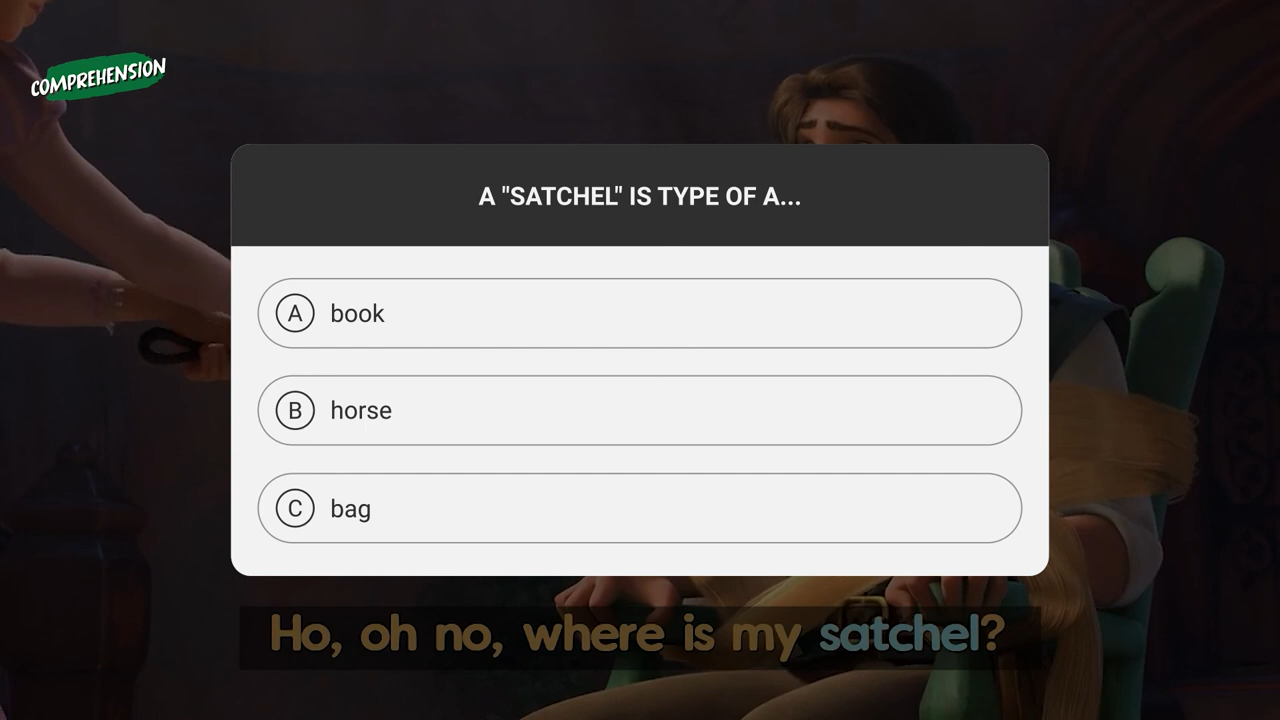 COMPREHENSION
A "SATCHEL" IS TYPE OF A...
A book
B horse
C bag
Ho, oh no, where is my satchel?